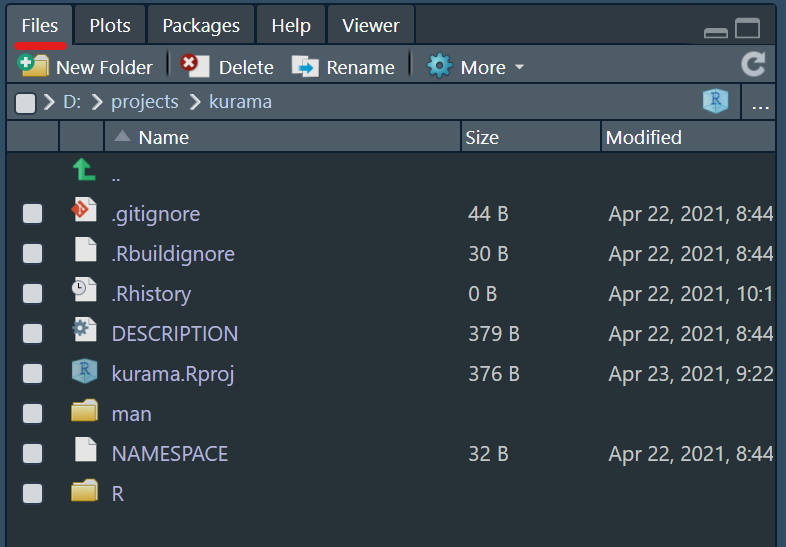 Files Plots Packages Help Viewer
New Folder Delete Rename More
D: projects kurama R ...
Name Size Modified
..
.gitignore 44 B Apr 22, 2021, 8:44
.Rbuildignore 30 B Apr 22, 2021, 8:44
.Rhistory 0 B Apr 22, 2021, 10:1
DESCRIPTION 379 B Apr 22, 2021, 8:44
R kurama.Rproj 376 B Apr 23, 2021, 9:22
man
NAMESPACE 32 B Apr 22, 2021, 8:44
R